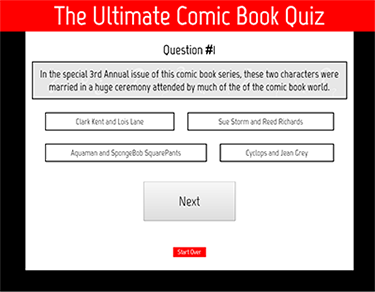 The Ultimate Comic Book Quiz
Question #1
In the special 3rd Annual issue of this comic book series, these two characters were
married in a huge ceremony attended by much of the of the comic book world.
Clark Kent and Lois Lane
Sue Storm and Reed Richards
Aquaman and SpongeBob SquarePants
Cyclops and Jean Grey
Next
Start Over